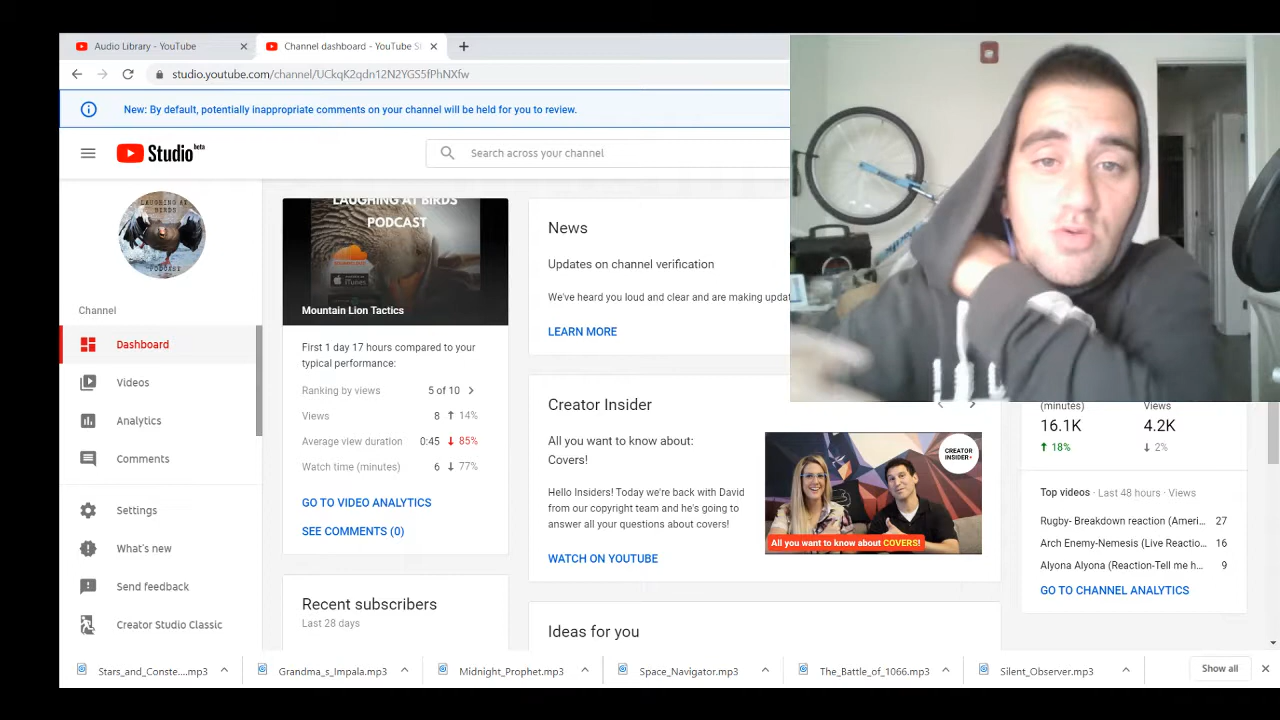 Audio Library - YouTube
Channel dashboard - YouTube S
studio.youtube.com/channel/UCkqK2qdn12N2YGS5fPhNXfw
New: By default, potentially inappropriate comments on your channel will be held for you to review.
Studio beta
Search across your channel
LAUGHING AT
BIRDS
PODCAST
Channel
Dashboard
Videos
Analytics
Comments
Settings
What's new
Send feedback
Creator Studio Classic
LAUGHING AT BIRDS
PODCAST
iTunes
Mountain Lion Tactics
First 1 day 17 hours compared to your
typical performance:
Ranking by views 5 of 10
Views 8 ↑ 14%
Average view duration 0:45 ↓ 85%
Watch time (minutes) 6 ↓ 77%
GO TO VIDEO ANALYTICS
SEE COMMENTS (0)
Recent subscribers
Last 28 days
News
Updates on channel verification
We've heard you loud and clear and are making updat
LEARN MORE
Creator Insider
All you want to know about:
Covers!
Hello Insiders! Today we're back with David
from our copyright team and he's going to
answer all your questions about covers!
WATCH ON YOUTUBE
CREATOR
INSIDER
All you want to know about COVERS!
Ideas for you
(minutes) Views
16.1K 4.2K
↑ 18% ↓ 2%
Top videos · Last 48 hours · Views
Rugby- Breakdown reaction (Ameri... 27
Arch Enemy-Nemesis (Live Reactio... 16
Alyona Alyona (Reaction-Tell me h... 9
GO TO CHANNEL ANALYTICS
Stars_and_Conste....mp3
Grandma_s_Impala.mp3
Midnight_Prophet.mp3
Space_Navigator.mp3
The_Battle_of_1066.mp3
Silent_Observer.mp3
Show all